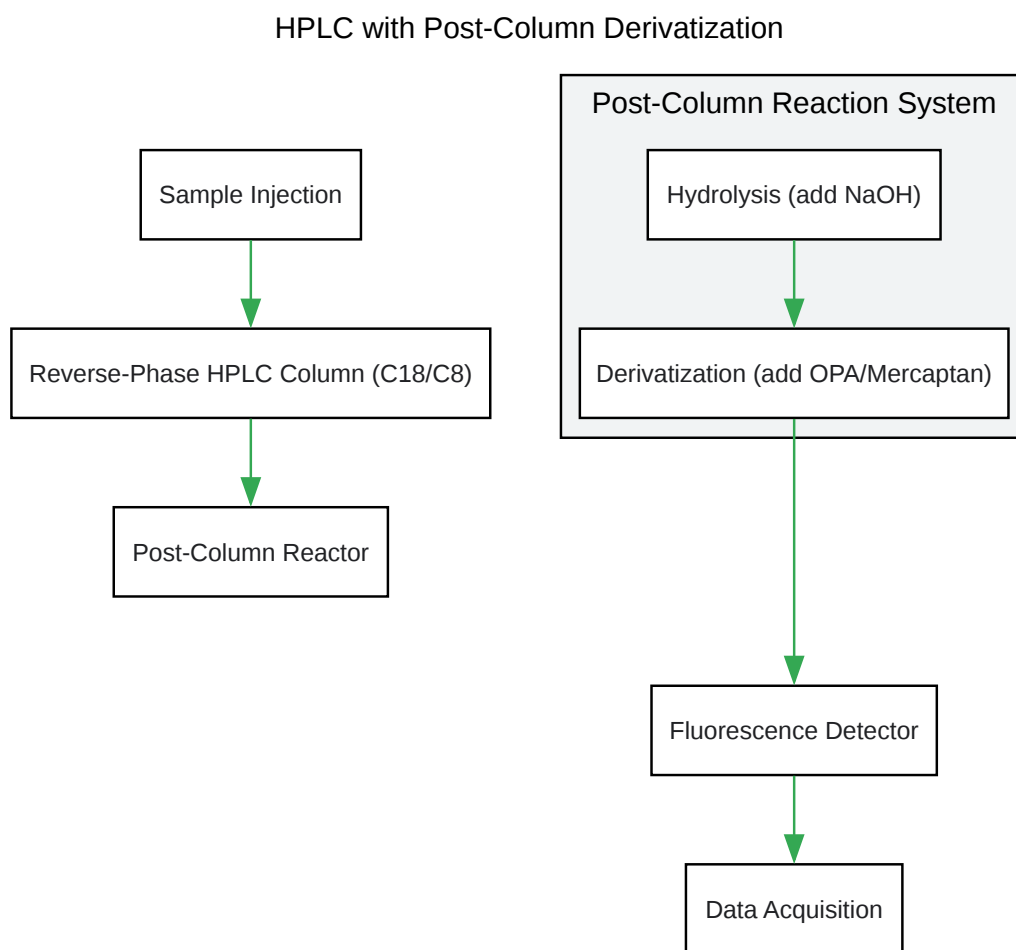 HPLC with Post-Column Derivatization
Sample Injection
Reverse-Phase HPLC Column (C18/C8)
Post-Column Reactor
Post-Column Reaction System
Hydrolysis (add NaOH)
Derivatization (add OPA/Mercaptan)
Fluorescence Detector
Data Acquisition